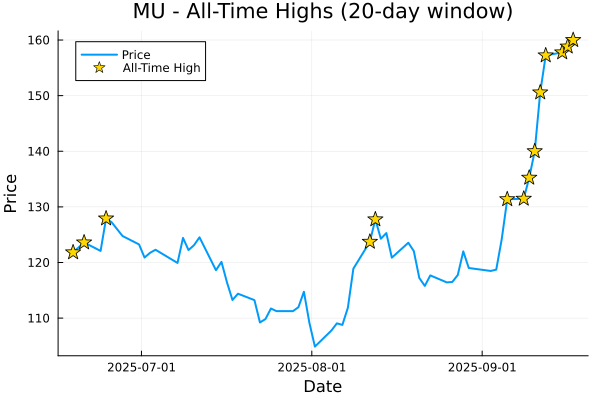 MU - All-Time Highs (20-day window)
Price
All-Time High
160
150
140
130
120
110
Price
2025-07-01
2025-08-01
2025-09-01
Date